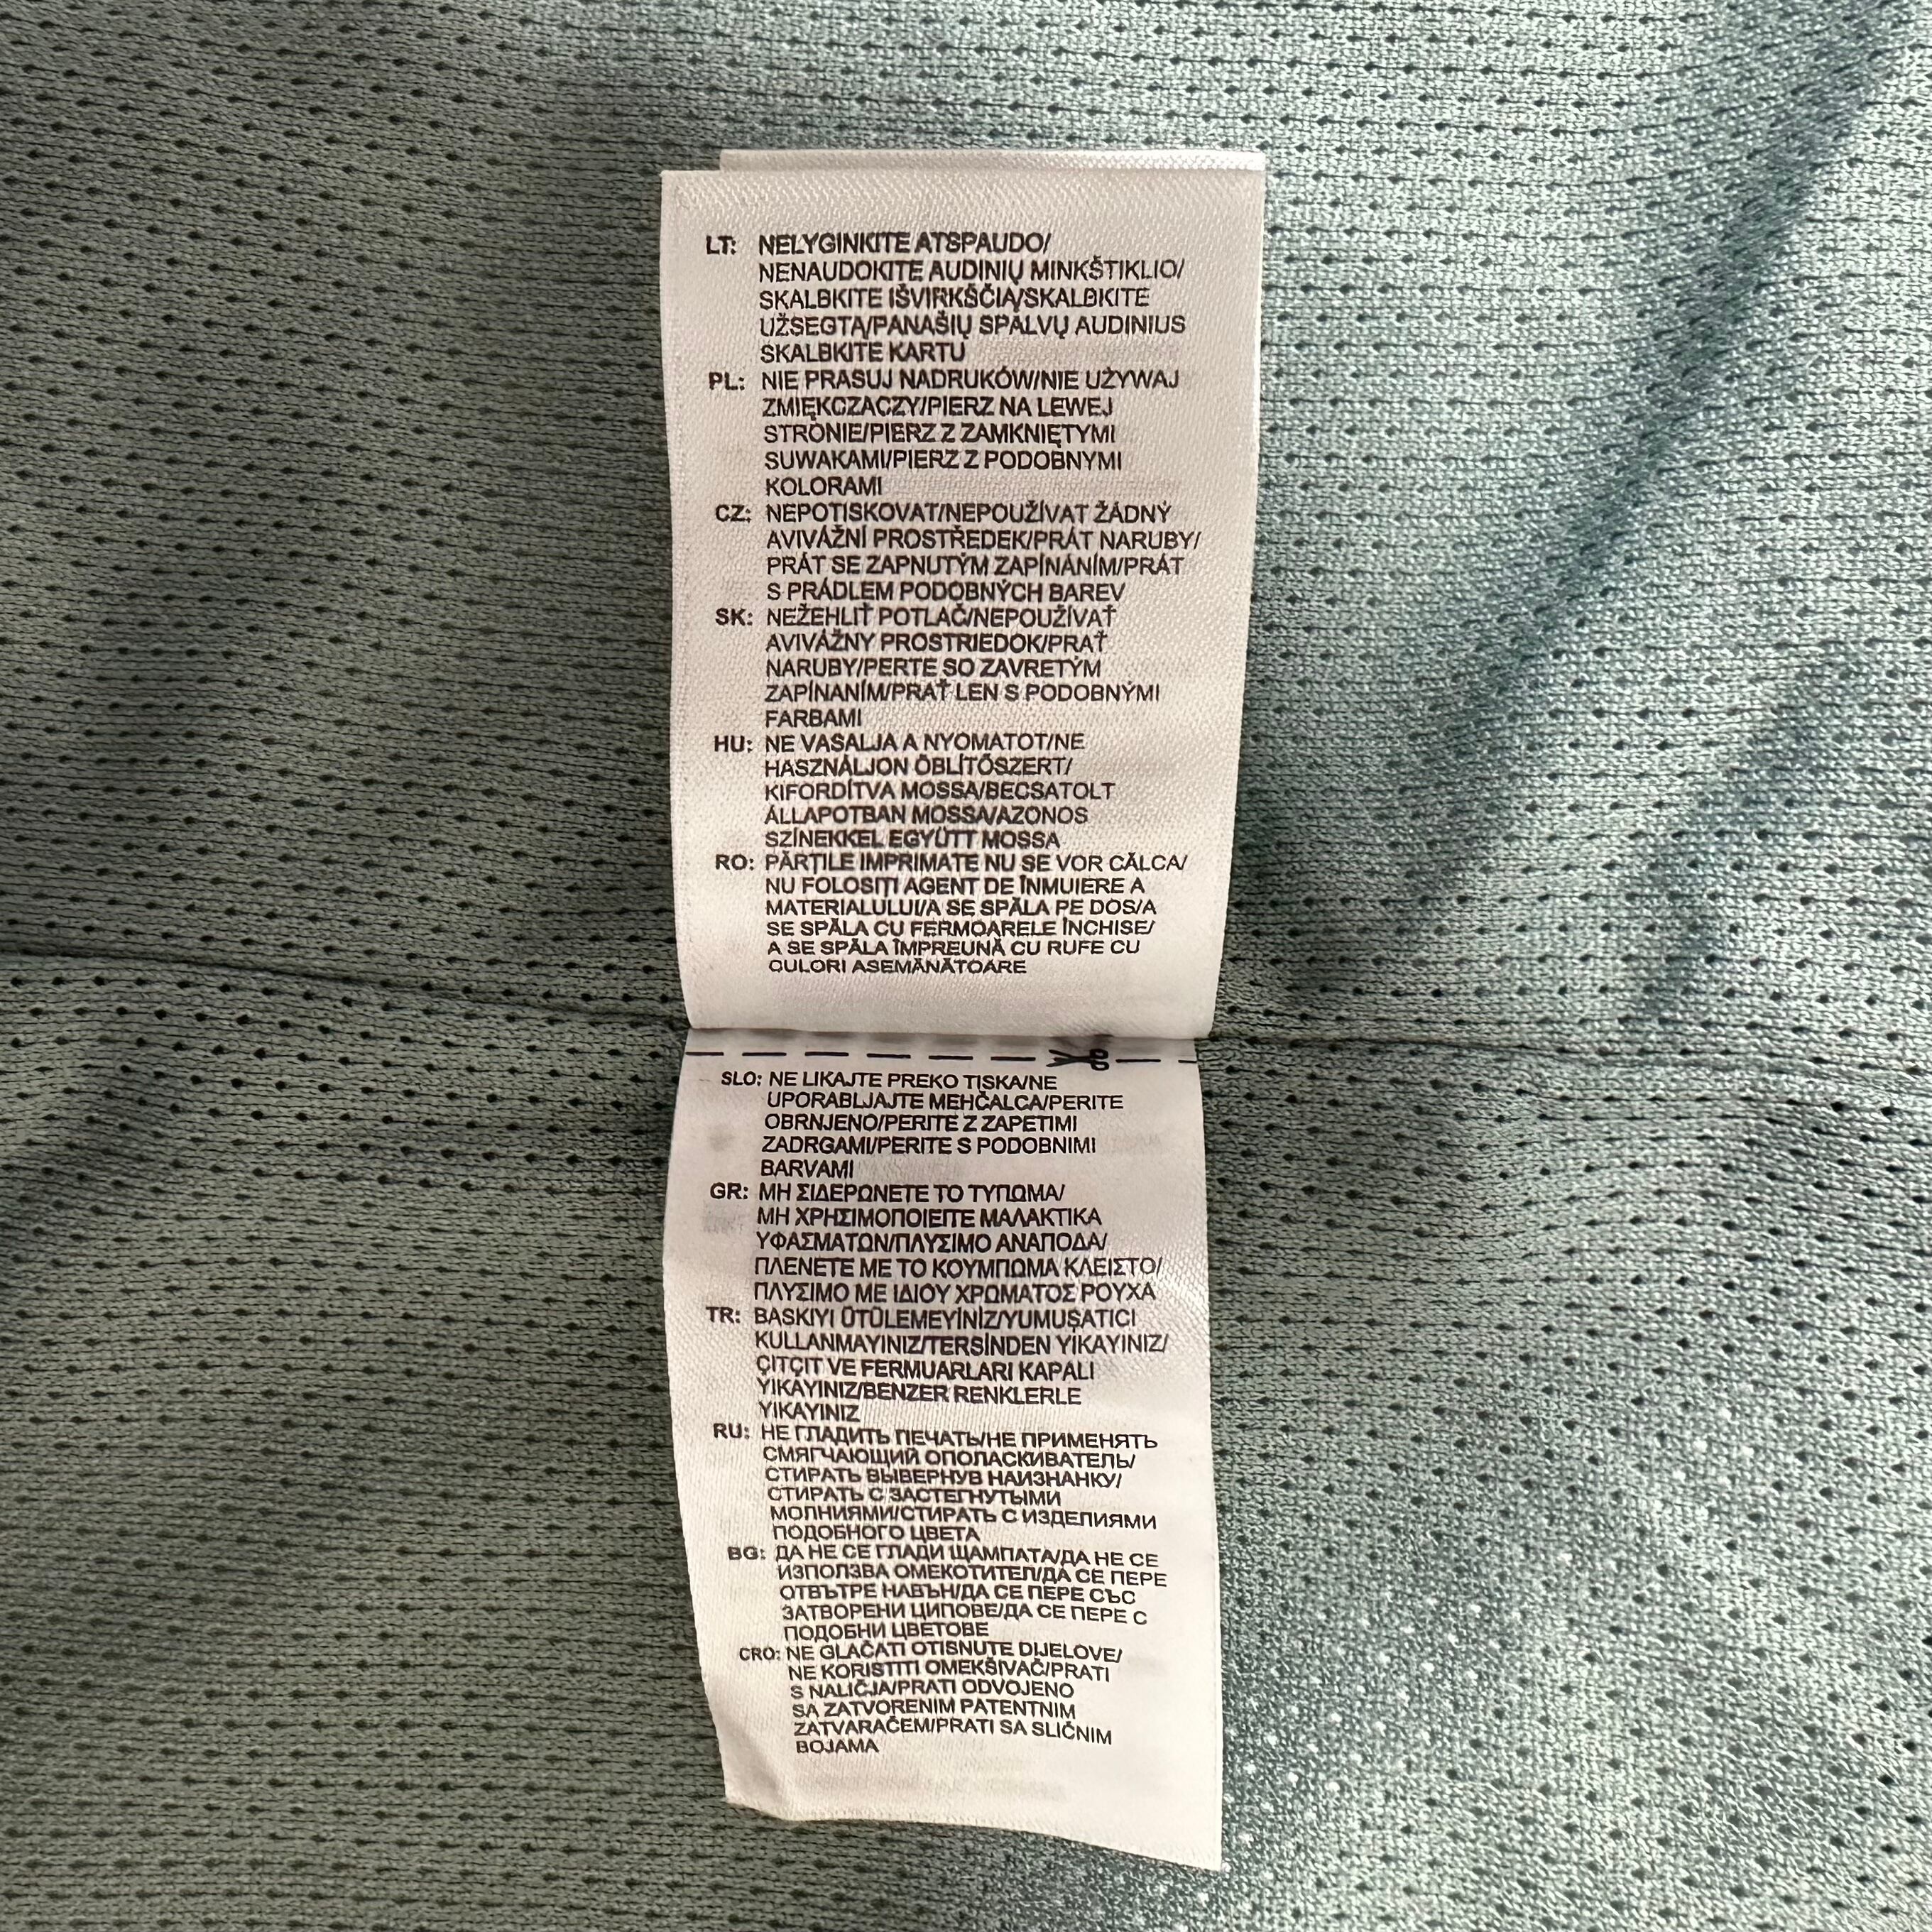 LT: NELYGINKITE ATSPAUDO/
NENAUDOKITE AUDINIŲ MINKŠTIKLIO/
SKALBKITE IŠVIRKŠČIĄ/SKALBKITE
UŽSEGTĄ/PANAŠIŲ SPALVŲ AUDINIUS
SKALBKITE KARTU
PL: NIE PRASUJ NADRUKÓW/NIE UŻYWAJ
ZMIĘKCZACZY/PIERZ NA LEWEJ
STRONIE/PIERZ Z ZAMKNIĘTYMI
SUWAKAMI/PIERZ Z PODOBNYMI
KOLORAMI
CZ: NEPOTISKOVAT/NEPOUŽÍVAT ŽÁDNÝ
AVIVÁŽNÍ PROSTŘEDEK/PRÁT NARUBY/
PRÁT SE ZAPNUTÝM ZAPÍNÁNÍM/PRÁT
S PRÁDLEM PODOBNÝCH BAREV
SK: NEŽEHLIŤ POTLAČ/NEPOUŽÍVAŤ
AVIVÁŽNY PROSTRIEDOK/PRAŤ
NARUBY/PERTE SO ZAVRETÝM
ZAPÍNANÍM/PRAŤ LEN S PODOBNÝMI
FARBAMI
HU: NE VASALJA A NYOMATOT/NE
HASZNÁLJON ÖBLÍTŐSZERT/
KIFORDÍTVA MOSSA/BECSATOLT
ÁLLAPOTBAN MOSSA/AZONOS
SZÍNEKKEL EGYÜTT MOSSA
RO: PĂRŢILE IMPRIMATE NU SE VOR CĂLCA/
NU FOLOSITI AGENT DE ÎNMUIERE A
MATERIALULUI/A SE SPĂLA PE DOS/A
SE SPĂLA CU FERMOARELE ÎNCHISE/
A SE SPĂLA ÎMPREUNĂ CU RUFE CU
CULORI ASEMĂNĂTOARE
SLO: NE LIKAJTE PREKO TISKA/NE
UPORABLJAJTE MEHČALCA/PERITE
OBRNJENO/PERITE Z ZAPETIMI
ZADRGAMI/PERITE S PODOBNIMI
BARVAMI
GR: ΜΗ ΣΙΔΕΡΩΝΕΤΕ ΤΟ ΤΥΠΩΜΑ/
ΜΗ ΧΡΗΣΙΜΟΠΟΙΕΙΤΕ ΜΑΛΑΚΤΙΚΑ
ΥΦΑΣΜΑΤΩΝ/ΠΛΥΣΙΜΟ ΑΝΑΠΟΔΑ/
ΠΛΕΝΕΤΕ ΜΕ ΤΟ ΚΟΥΜΠΩΜΑ ΚΛΕΙΣΤΟ/
ΠΛΥΣΙΜΟ ΜΕ ΙΔΙΟΥ ΧΡΩΜΑΤΟΣ ΡΟΥΧΑ
TR: BASKIYI ÜTÜLEMEYİNİZ/YUMUŞATICI
KULLANMAYINIZ/TERSİNDEN YIKAYINIZ/
ÇITÇIT VE FERMUARLARI KAPALI
YIKAYINIZ/BENZER RENKLERLE
YIKAYINIZ
RU: НЕ ГЛАДИТЬ ПЕЧАТЬ/НЕ ПРИМЕНЯТЬ
СМЯГЧАЮЩИЙ ОПОЛАСКИВАТЕЛЬ/
СТИРАТЬ ВЫВЕРНУВ НАИЗНАНКУ/
СТИРАТЬ С ЗАСТЕГНУТЫМИ
МОЛНИЯМИ/СТИРАТЬ С ИЗДЕЛИЯМИ
ПОДОБНОГО ЦВЕТА
BG: ДА НЕ СЕ ГЛАДИ ЩАМПАТА/ДА НЕ СЕ
ИЗПОЛЗВА ОМЕКОТИТЕЛ/ДА СЕ ПЕРЕ
ОТВЪТРЕ НАВЪН/ДА СЕ ПЕРЕ СЪС
ЗАТВОРЕНИ ЦИПОВЕ/ДА СЕ ПЕРЕ С
ПОДОБНИ ЦВЕТОВЕ
CRO: NE GLAČATI OTISNUTE DIJELOVE/
NE KORISTITI OMEKŠIVAČ/PRATI
S NALIČJA/PRATI ODVOJENO
SA ZATVORENIM PATENTNIM
ZATVARAČEM/PRATI SA SLIČNIM
BOJAMA